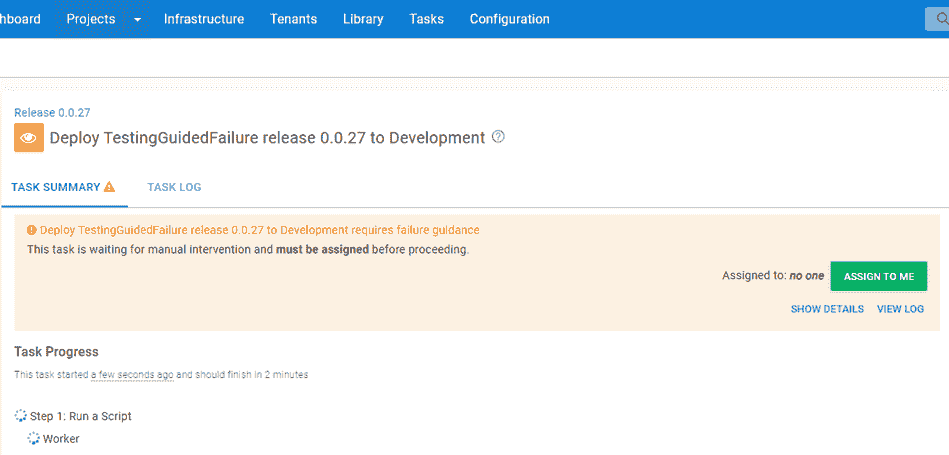 hboard Projects Infrastructure Tenants Library Tasks Configuration
Release 0.0.27
Deploy TestingGuidedFailure release 0.0.27 to Development ?
TASK SUMMARY TASK LOG
Deploy TestingGuidedFailure release 0.0.27 to Development requires failure guidance
This task is waiting for manual intervention and must be assigned before proceeding.
Assigned to: no one ASSIGN TO ME
SHOW DETAILS VIEW LOG
Task Progress
This task started a few seconds ago and should finish in 2 minutes
Step 1: Run a Script
Worker